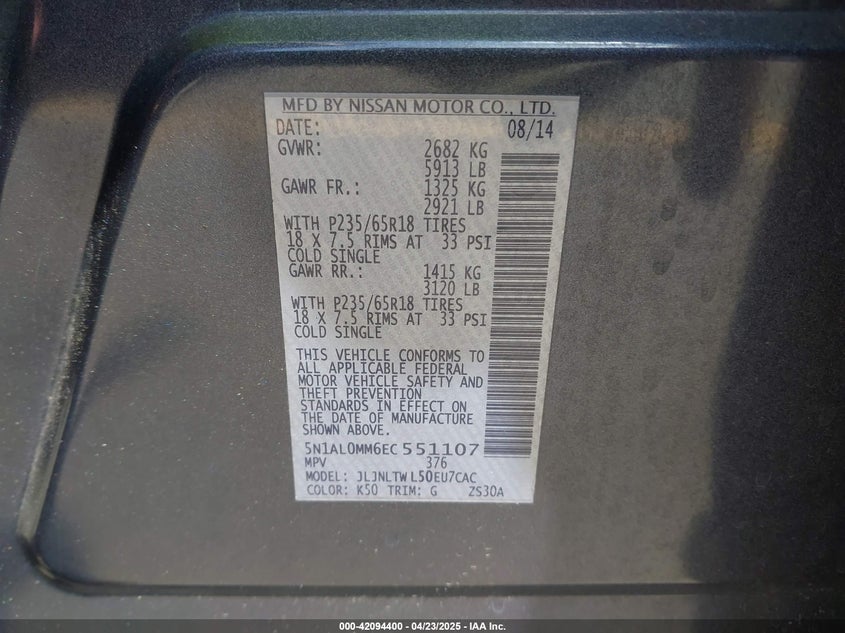 MFD BY NISSAN MOTOR CO., LTD.
DATE: 08/14
GVWR: 2682 KG
5913 LB
GAWR FR.: 1325 KG
2921 LB
WITH P235/65R18 TIRES
18 X 7.5 RIMS AT 33 PSI
COLD SINGLE
GAWR RR.: 1415 KG
3120 LB
WITH P235/65R18 TIRES
18 X 7.5 RIMS AT 33 PSI
COLD SINGLE
THIS VEHICLE CONFORMS TO
ALL APPLICABLE FEDERAL
MOTOR VEHICLE SAFETY AND
THEFT PREVENTION
STANDARDS IN EFFECT ON
THE DATE OF MANUFACTURE
SHOWN ABOVE.
5N1AL0MM6EC551107
MPV 376
MODEL: JLJNLTWL50EU7CAC
COLOR: K50 TRIM: G ZS30A
000-42094400 - 04/23/2025 - IAA Inc.